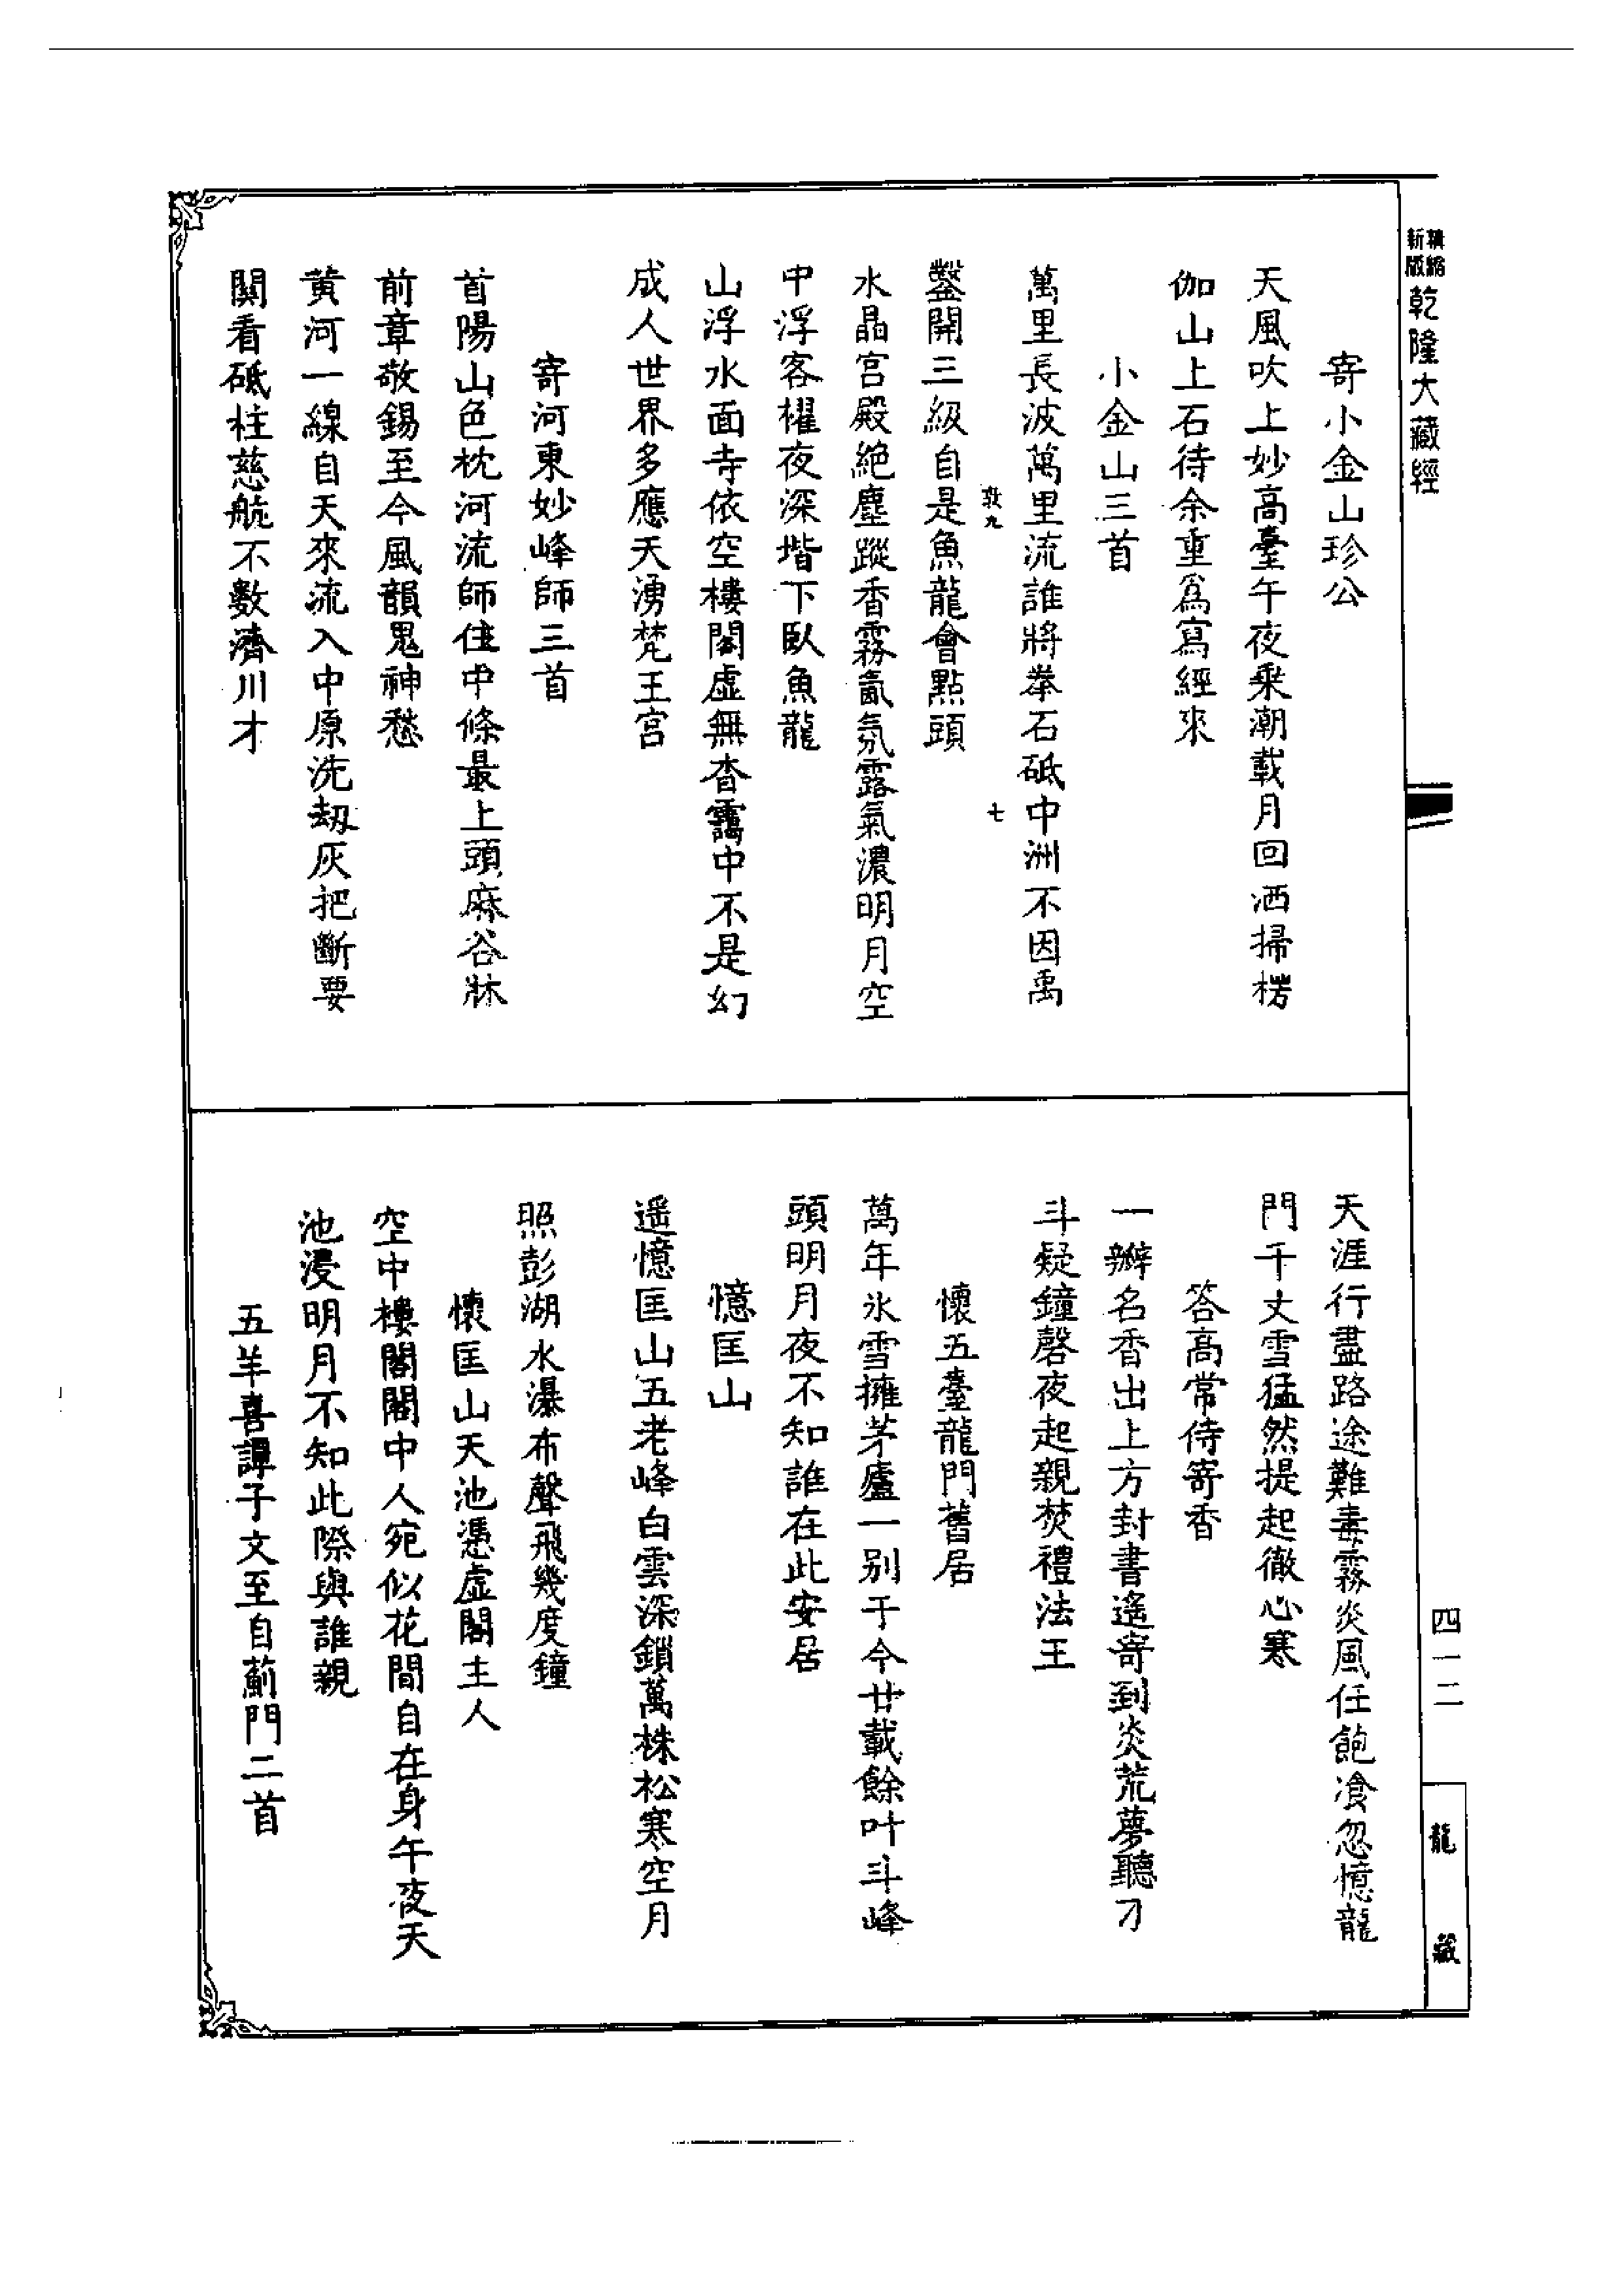 新版
精縮
乾隆大藏經
寄小金山珍公
天風吹上妙高臺午夜乗潮載月回洒掃楞
伽山上石待余重爲寫經來
小金山三首
萬里長波萬里流誰將拳石砥中洲不因禹
七
鑿開三級自是魚龍會點頭
水晶宮殿絶塵蹤香霧氤氛露氣濃明月空
中浮客櫂夜深堦下臥魚龍
山浮水面寺依空樓閣虛無杳靄中不是幻
成人世界多應天湧梵王宮
寄河東妙峰師三首
首陽山色枕河流師住中條最上頭麻谷牀
前章敬錫至今風韻鬼神愁
黄河一線自天來流入中原洗刼灰把斷要
関看砥柱慈航不數濟川才
天涯行盡路途難毒霧炎風任飽飡忽憶龍
門千丈雪猛然提起徹心寒
答高常侍寄香
一瓣名香出上方封書遙寄到炎荒夢聽刁
斗疑鐘磬夜起親焚禮法王
懷五臺龍門舊居
萬年氷雪擁茅廬一别于今廿載餘叶斗峰
頭明月夜不知誰在此安居
憶匡山
遥憶匡山五老峰白雲深鎖萬株松寒空月
照彭湖水瀑布聲飛幾度鐘
懷匡山天池憑虛閣主人
空中樓閣閣中人宛似花間自在身午夜天
池浸明月不知此際與誰親
五羊喜譚子文至自薊門二首
四一二
龍藏